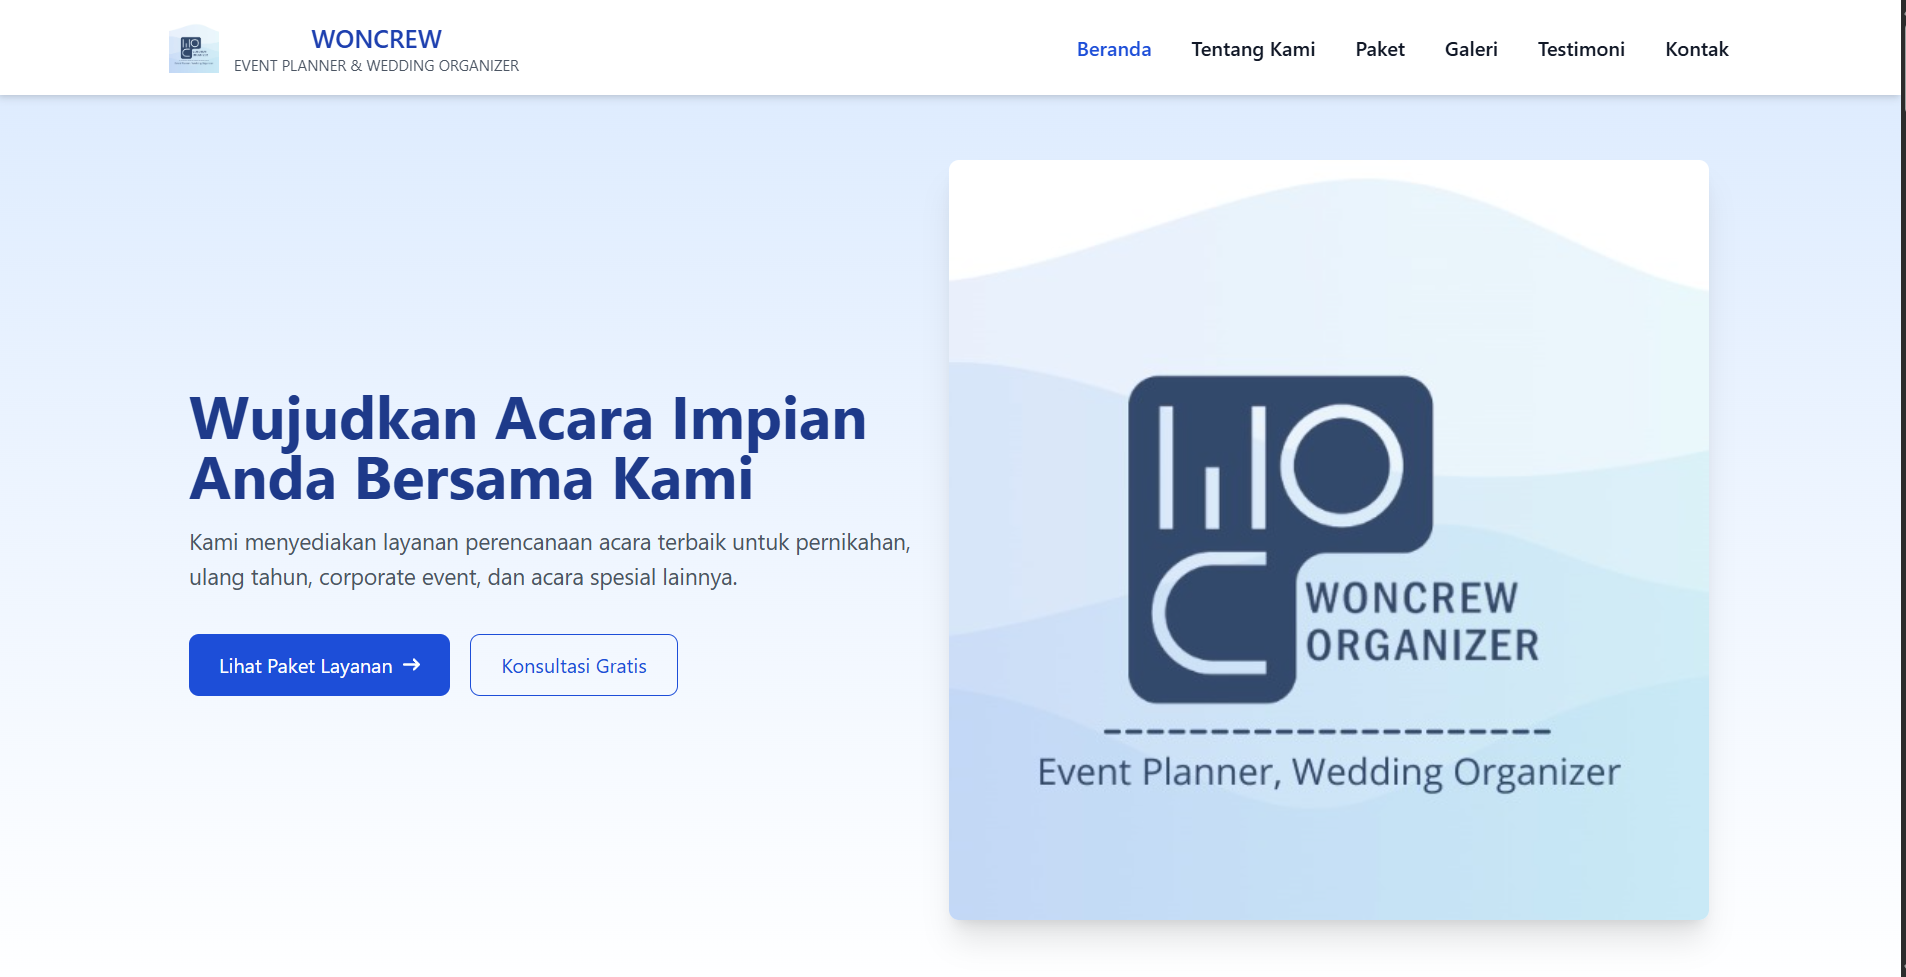 WONCREW
EVENT PLANNER & WEDDING ORGANIZER
Beranda
Tentang Kami
Paket
Galeri
Testimoni
Kontak
Wujudkan Acara Impian
Anda Bersama Kami
Kami menyediakan layanan perencanaan acara terbaik untuk pernikahan,
ulang tahun, corporate event, dan acara spesial lainnya.
Lihat Paket Layanan →
Konsultasi Gratis
WO
C
WONCREW
ORGANIZER
Event Planner, Wedding Organizer